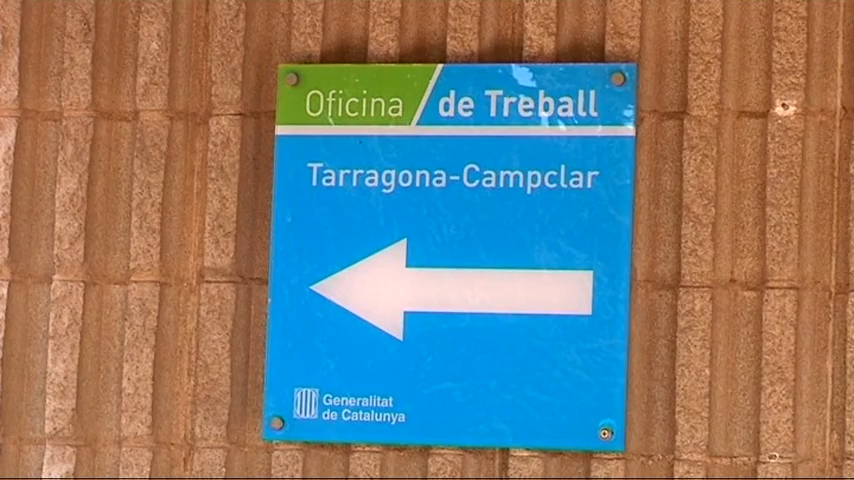 Oficina de Treball
Tarragona-Campclar
Generalitat
de Catalunya